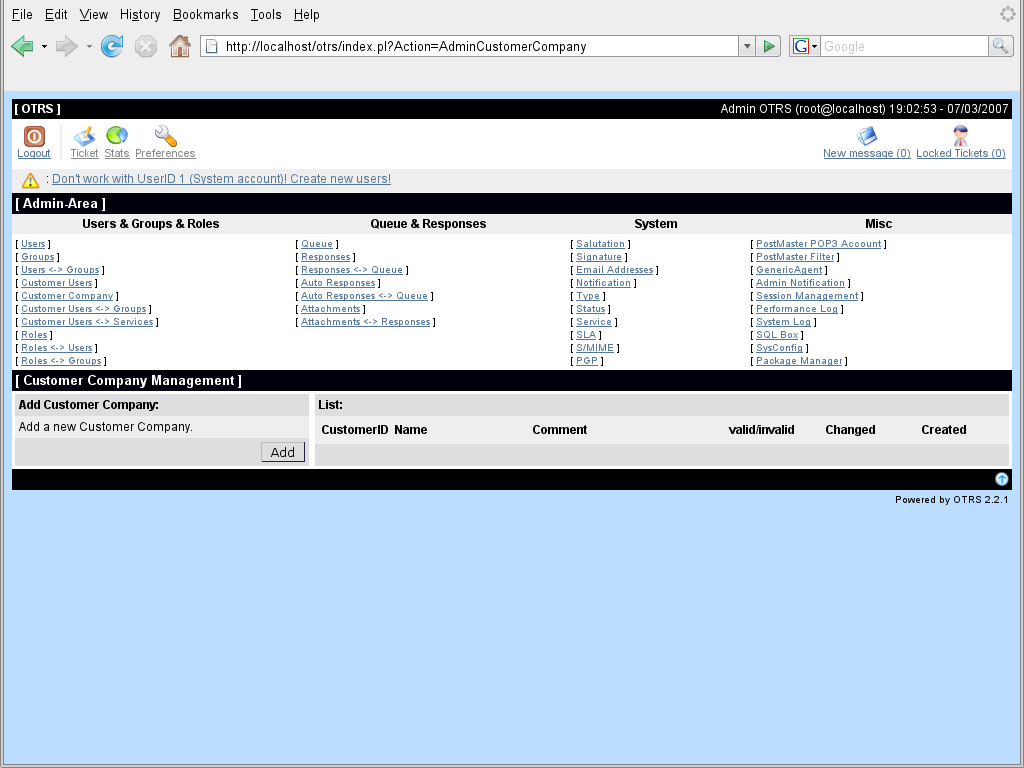 File Edit View History Bookmarks Tools Help
http://localhost/otrs/index.pl?Action=AdminCustomerCompany
G Google
[ OTRS ] Admin OTRS (root@localhost) 19:02:53 - 07/03/2007
Logout Ticket Stats Preferences New message (0) Locked Tickets (0)
: Don't work with UserID 1 (System account)! Create new users!
[ Admin-Area ]
Users & Groups & Roles Queue & Responses System Misc
[ Users ] [ Queue ] [ Salutation ] [ PostMaster POP3 Account ]
[ Groups ] [ Responses ] [ Signature ] [ PostMaster Filter ]
[ Users <-> Groups ] [ Responses <-> Queue ] [ Email Addresses ] [ GenericAgent ]
[ Customer Users ] [ Auto Responses ] [ Notification ] [ Admin Notification ]
[ Customer Company ] [ Auto Responses <-> Queue ] [ Type ] [ Session Management ]
[ Customer Users <-> Groups ] [ Attachments ] [ Status ] [ Performance Log ]
[ Customer Users <-> Services ] [ Attachments <-> Responses ] [ Service ] [ System Log ]
[ Roles ] [ SLA ] [ SQL Box ]
[ Roles <-> Users ] [ S/MIME ] [ SysConfig ]
[ Roles <-> Groups ] [ PGP ] [ Package Manager ]
[ Customer Company Management ]
Add Customer Company: List:
Add a new Customer Company. CustomerID Name Comment valid/invalid Changed Created
Add
Powered by OTRS 2.2.1